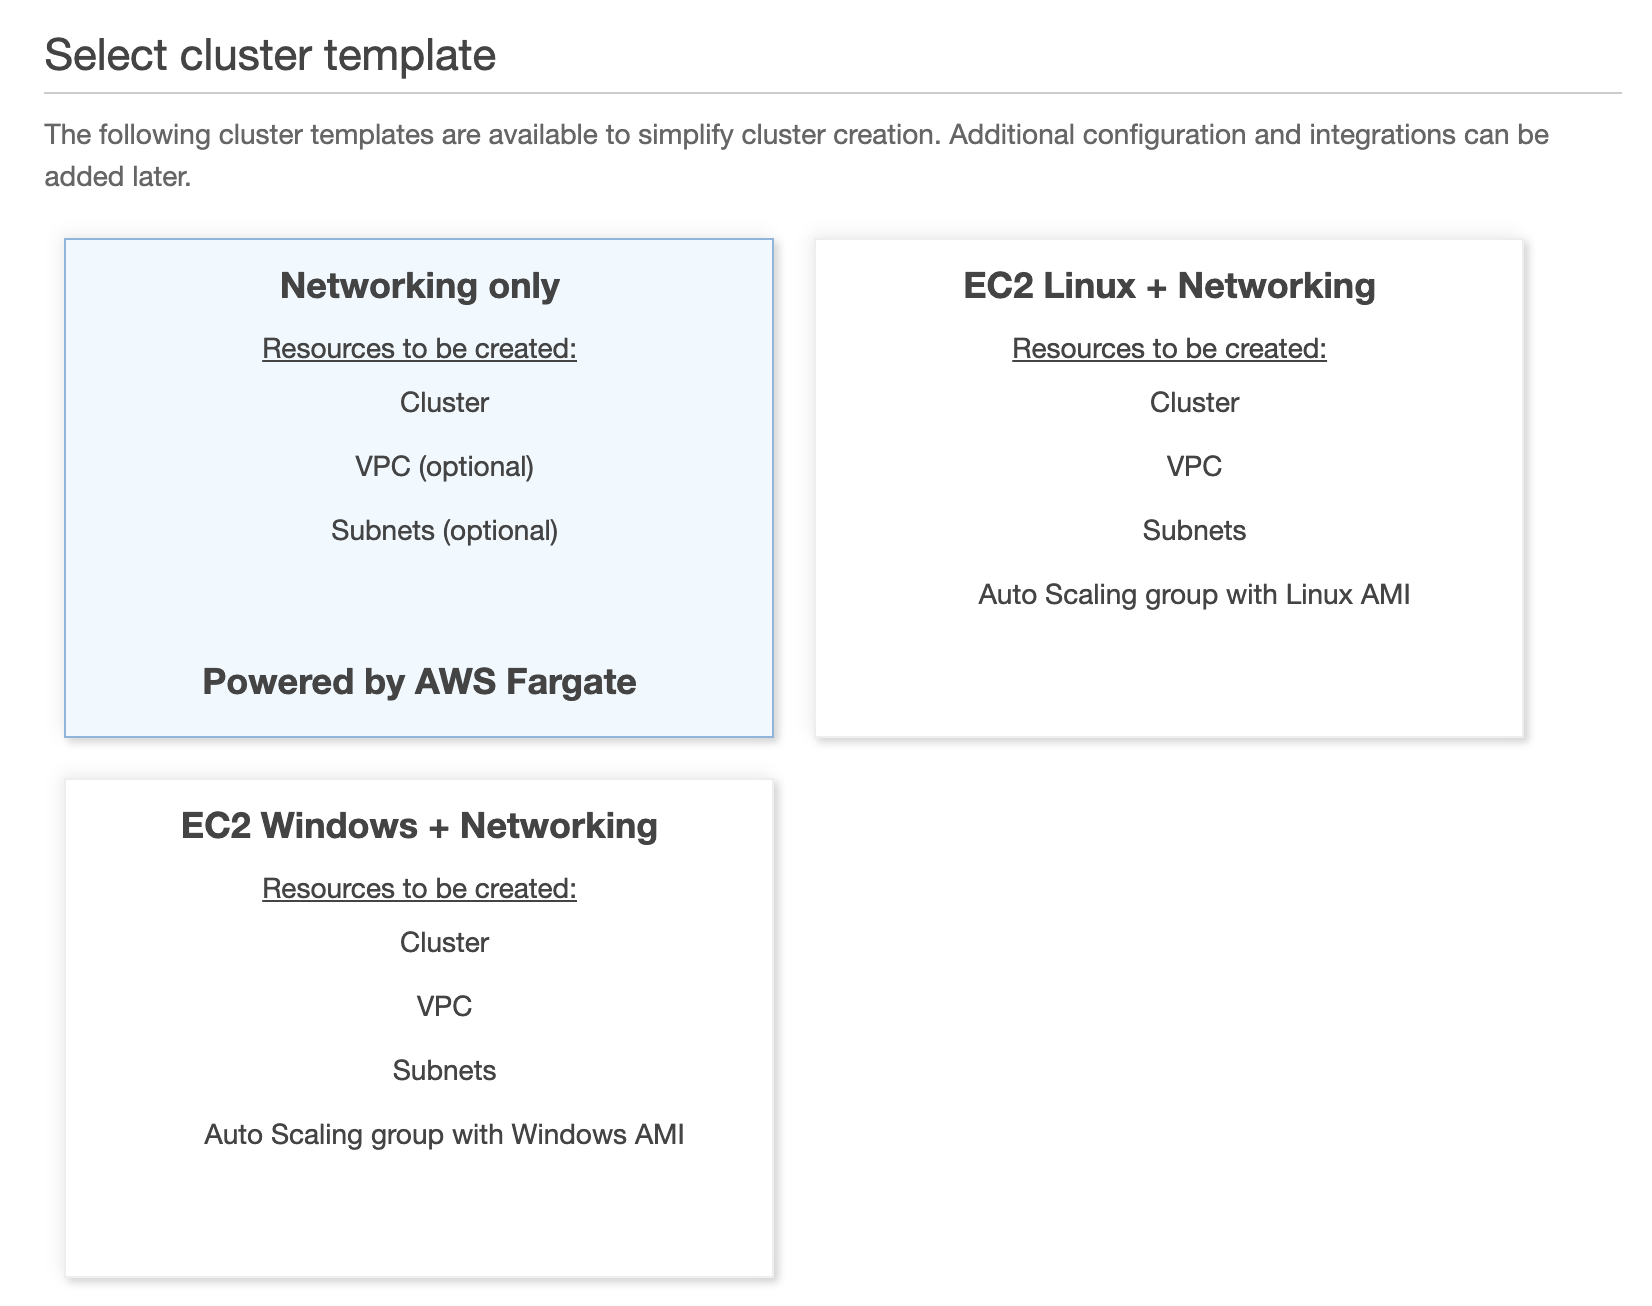 Select cluster template
The following cluster templates are available to simplify cluster creation. Additional configuration and integrations can be
added later.
Networking only
Resources to be created:
Cluster
VPC (optional)
Subnets (optional)
Powered by AWS Fargate
EC2 Linux + Networking
Resources to be created:
Cluster
VPC
Subnets
Auto Scaling group with Linux AMI
EC2 Windows + Networking
Resources to be created:
Cluster
VPC
Subnets
Auto Scaling group with Windows AMI